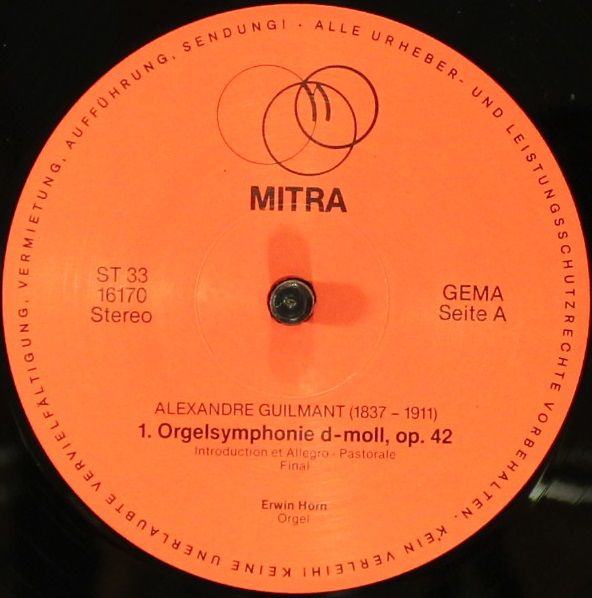 MITRA
ST 33
16170
Stereo
GEMA
Seite A
ALEXANDRE GUILMANT (1837 – 1911)
1. Orgelsymphonie d-moll, op. 42
Introduction et Allegro - Pastorale
Final
Erwin Horn
Orgel
ALLE URHEBER- UND LEISTUNGSSCHUTZRECHTE VORBEHALTEN. KEIN VERLEIH! KEINE UNERLAUBTE VERVIELFÄLTIGUNG, VERMIETUNG, AUFFÜHRUNG, SENDUNG! -